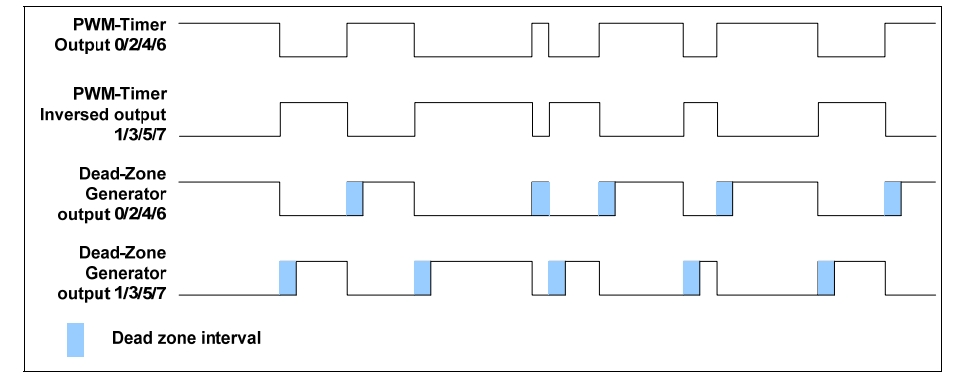 PWM-Timer
Output 0/2/4/6
PWM-Timer
Inversed output
1/3/5/7
Dead-Zone
Generator
output 0/2/4/6
Dead-Zone
Generator
output 1/3/5/7
Dead zone interval